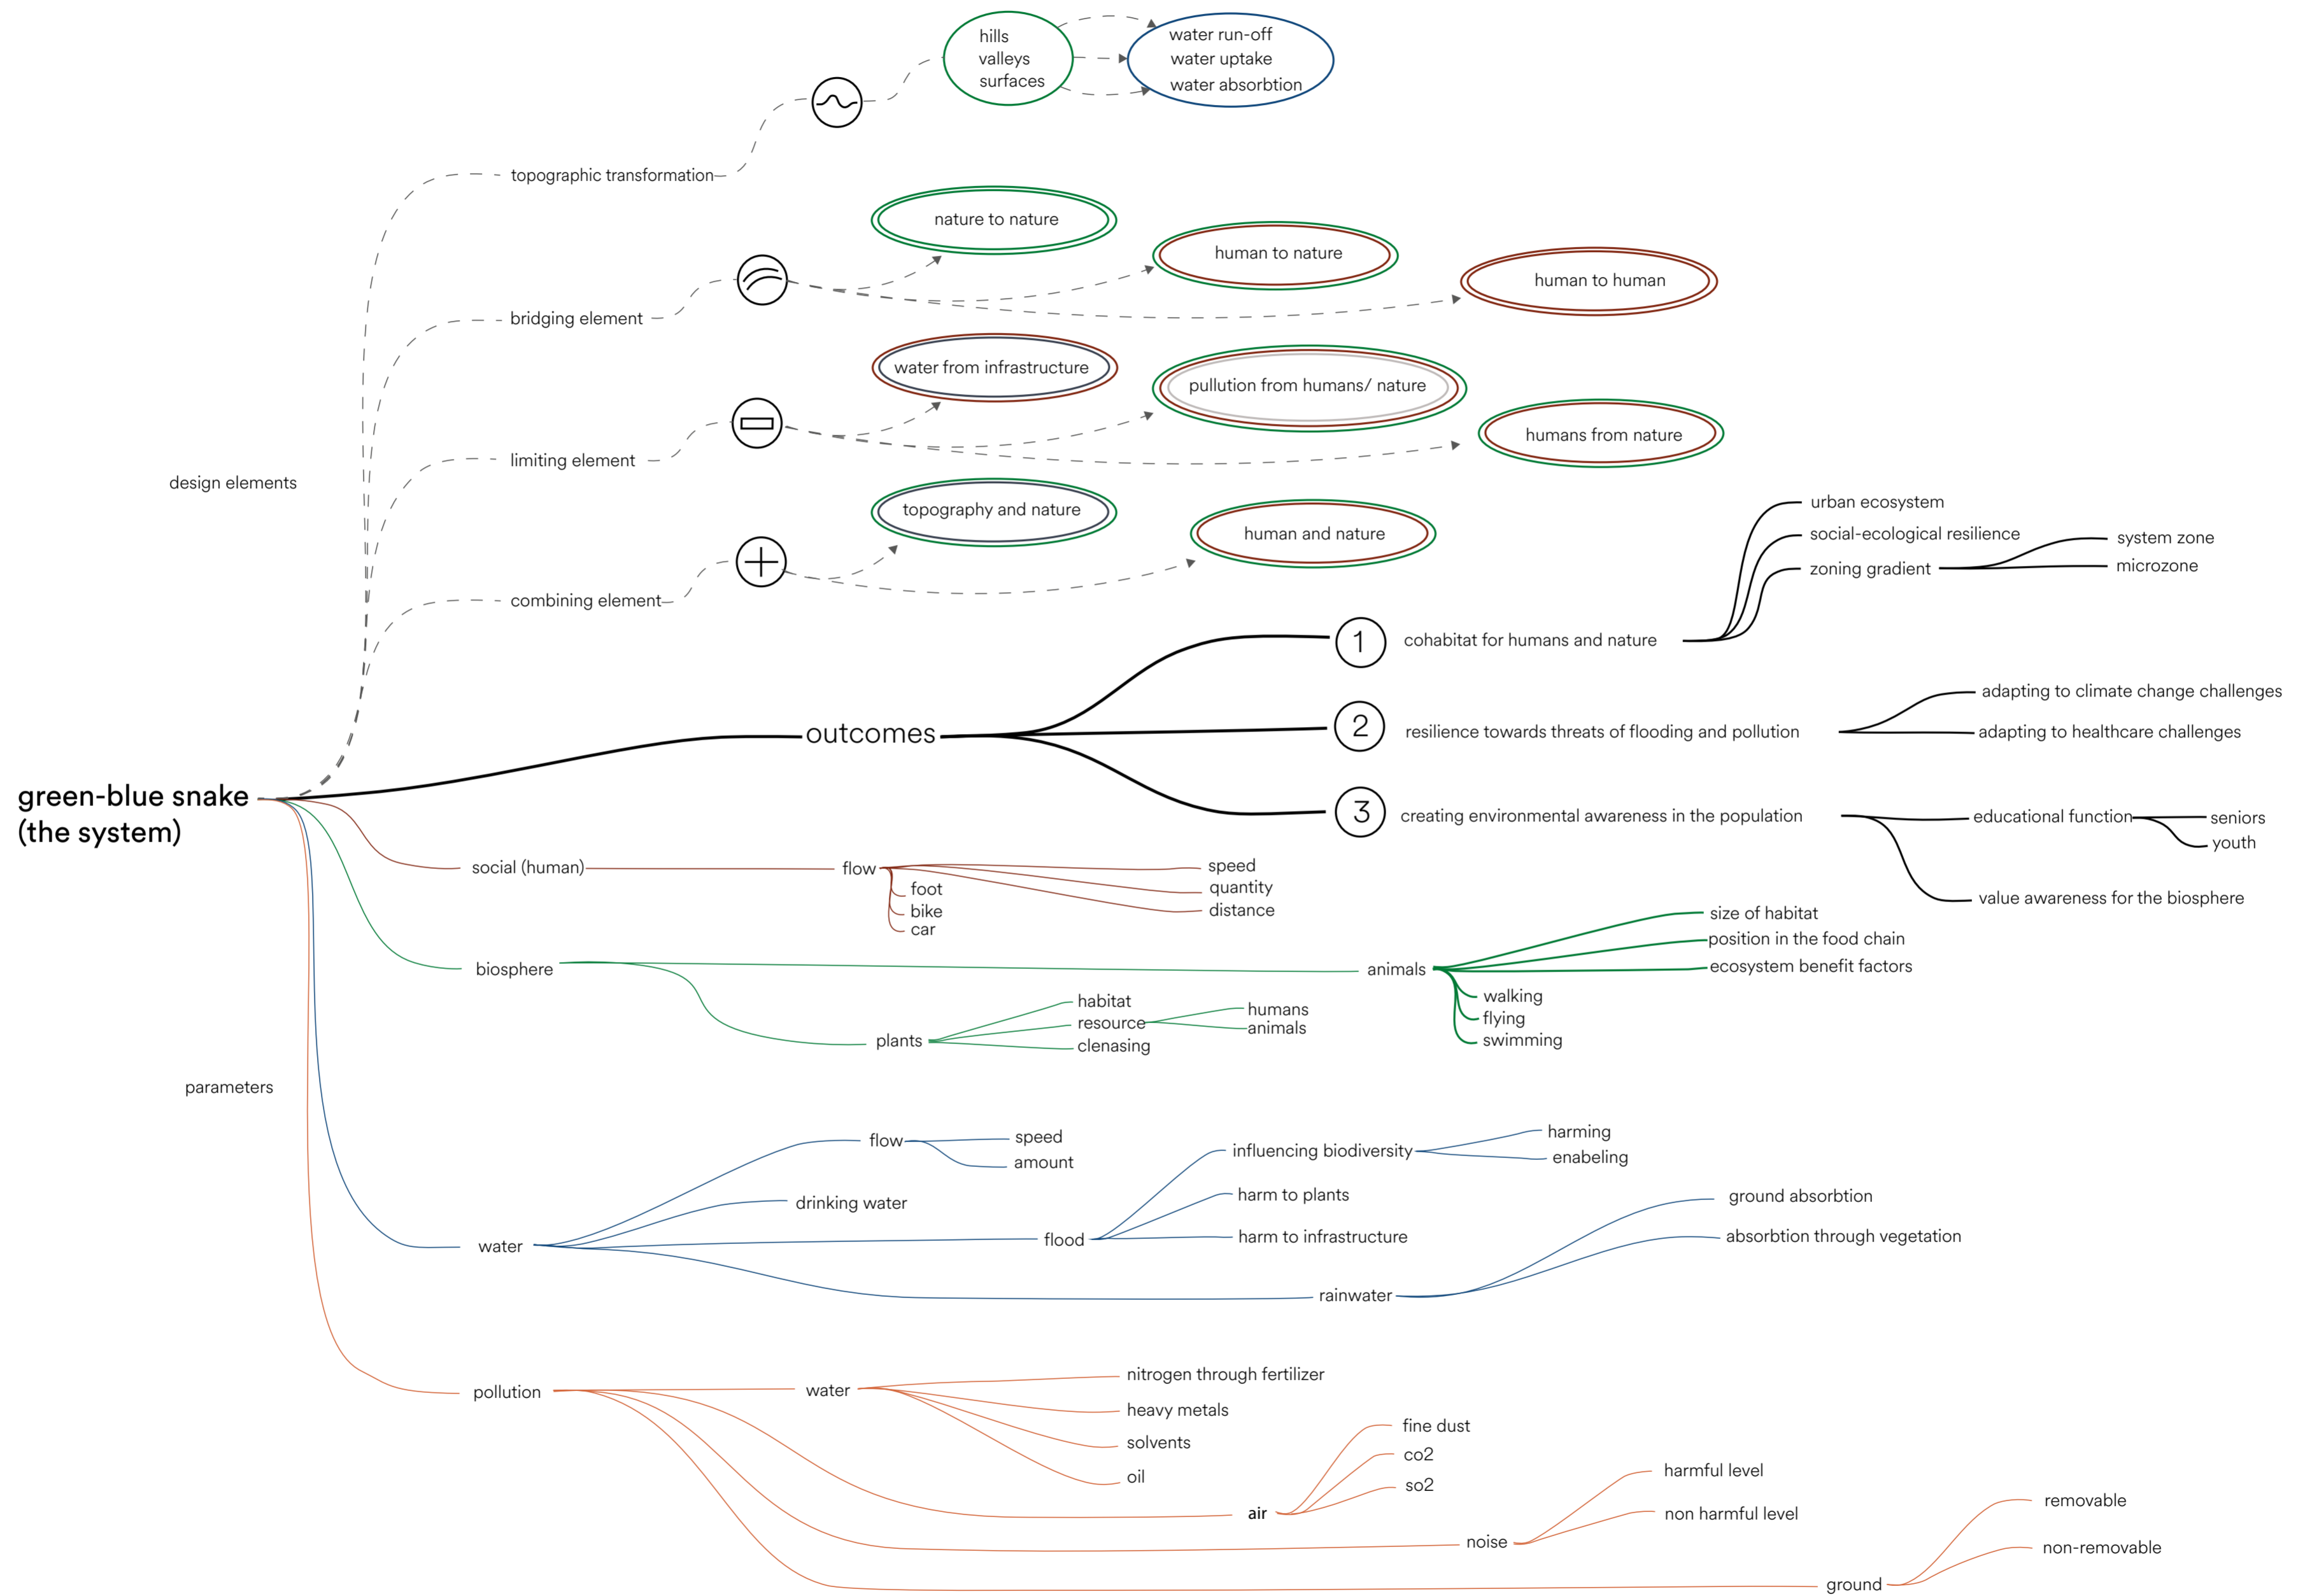 hills
valleys
surfaces
water run-off
water uptake
water absorbtion
topographic transformation
nature to nature
human to nature
human to human
bridging element
water from infrastructure
pullution from humans/ nature
humans from nature
limiting element
design elements
topography and nature
human and nature
combining element
urban ecosystem
social-ecological resilience
zoning gradient
system zone
microzone
1
cohabitat for humans and nature
outcomes
2
resilience towards threats of flooding and pollution
adapting to climate change challenges
adapting to healthcare challenges
green-blue snake
(the system)
3
creating environmental awareness in the population
educational function
seniors
youth
value awareness for the biosphere
social (human)
flow
foot
bike
car
speed
quantity
distance
biosphere
animals
size of habitat
position in the food chain
ecosystem benefit factors
walking
flying
swimming
plants
habitat
resource
clenasing
humans
animals
parameters
water
flow
speed
amount
drinking water
flood
influencing biodiversity
harming
enabeling
harm to plants
harm to infrastructure
rainwater
ground absorbtion
absorbtion through vegetation
pollution
water
nitrogen through fertilizer
heavy metals
solvents
oil
air
fine dust
co2
so2
noise
harmful level
non harmful level
ground
removable
non-removable